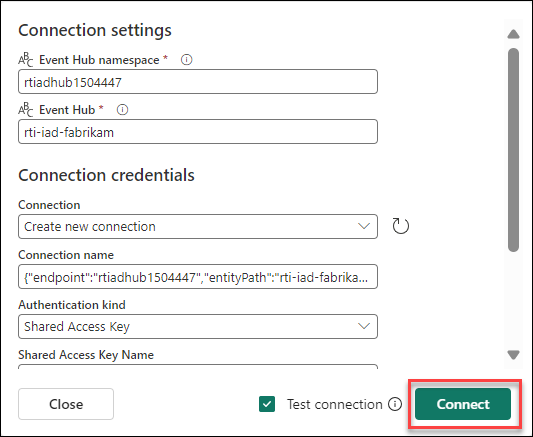 Connection settings
ABC Event Hub namespace *
rtiadhub1504447
ABC Event Hub *
rti-iad-fabrikam
Connection credentials
Connection
Create new connection
Connection name
{"endpoint":"rtiadhub1504447","entityPath":"rti-iad-fabrika...
Authentication kind
Shared Access Key
Shared Access Key Name
Close
Test connection
Connect